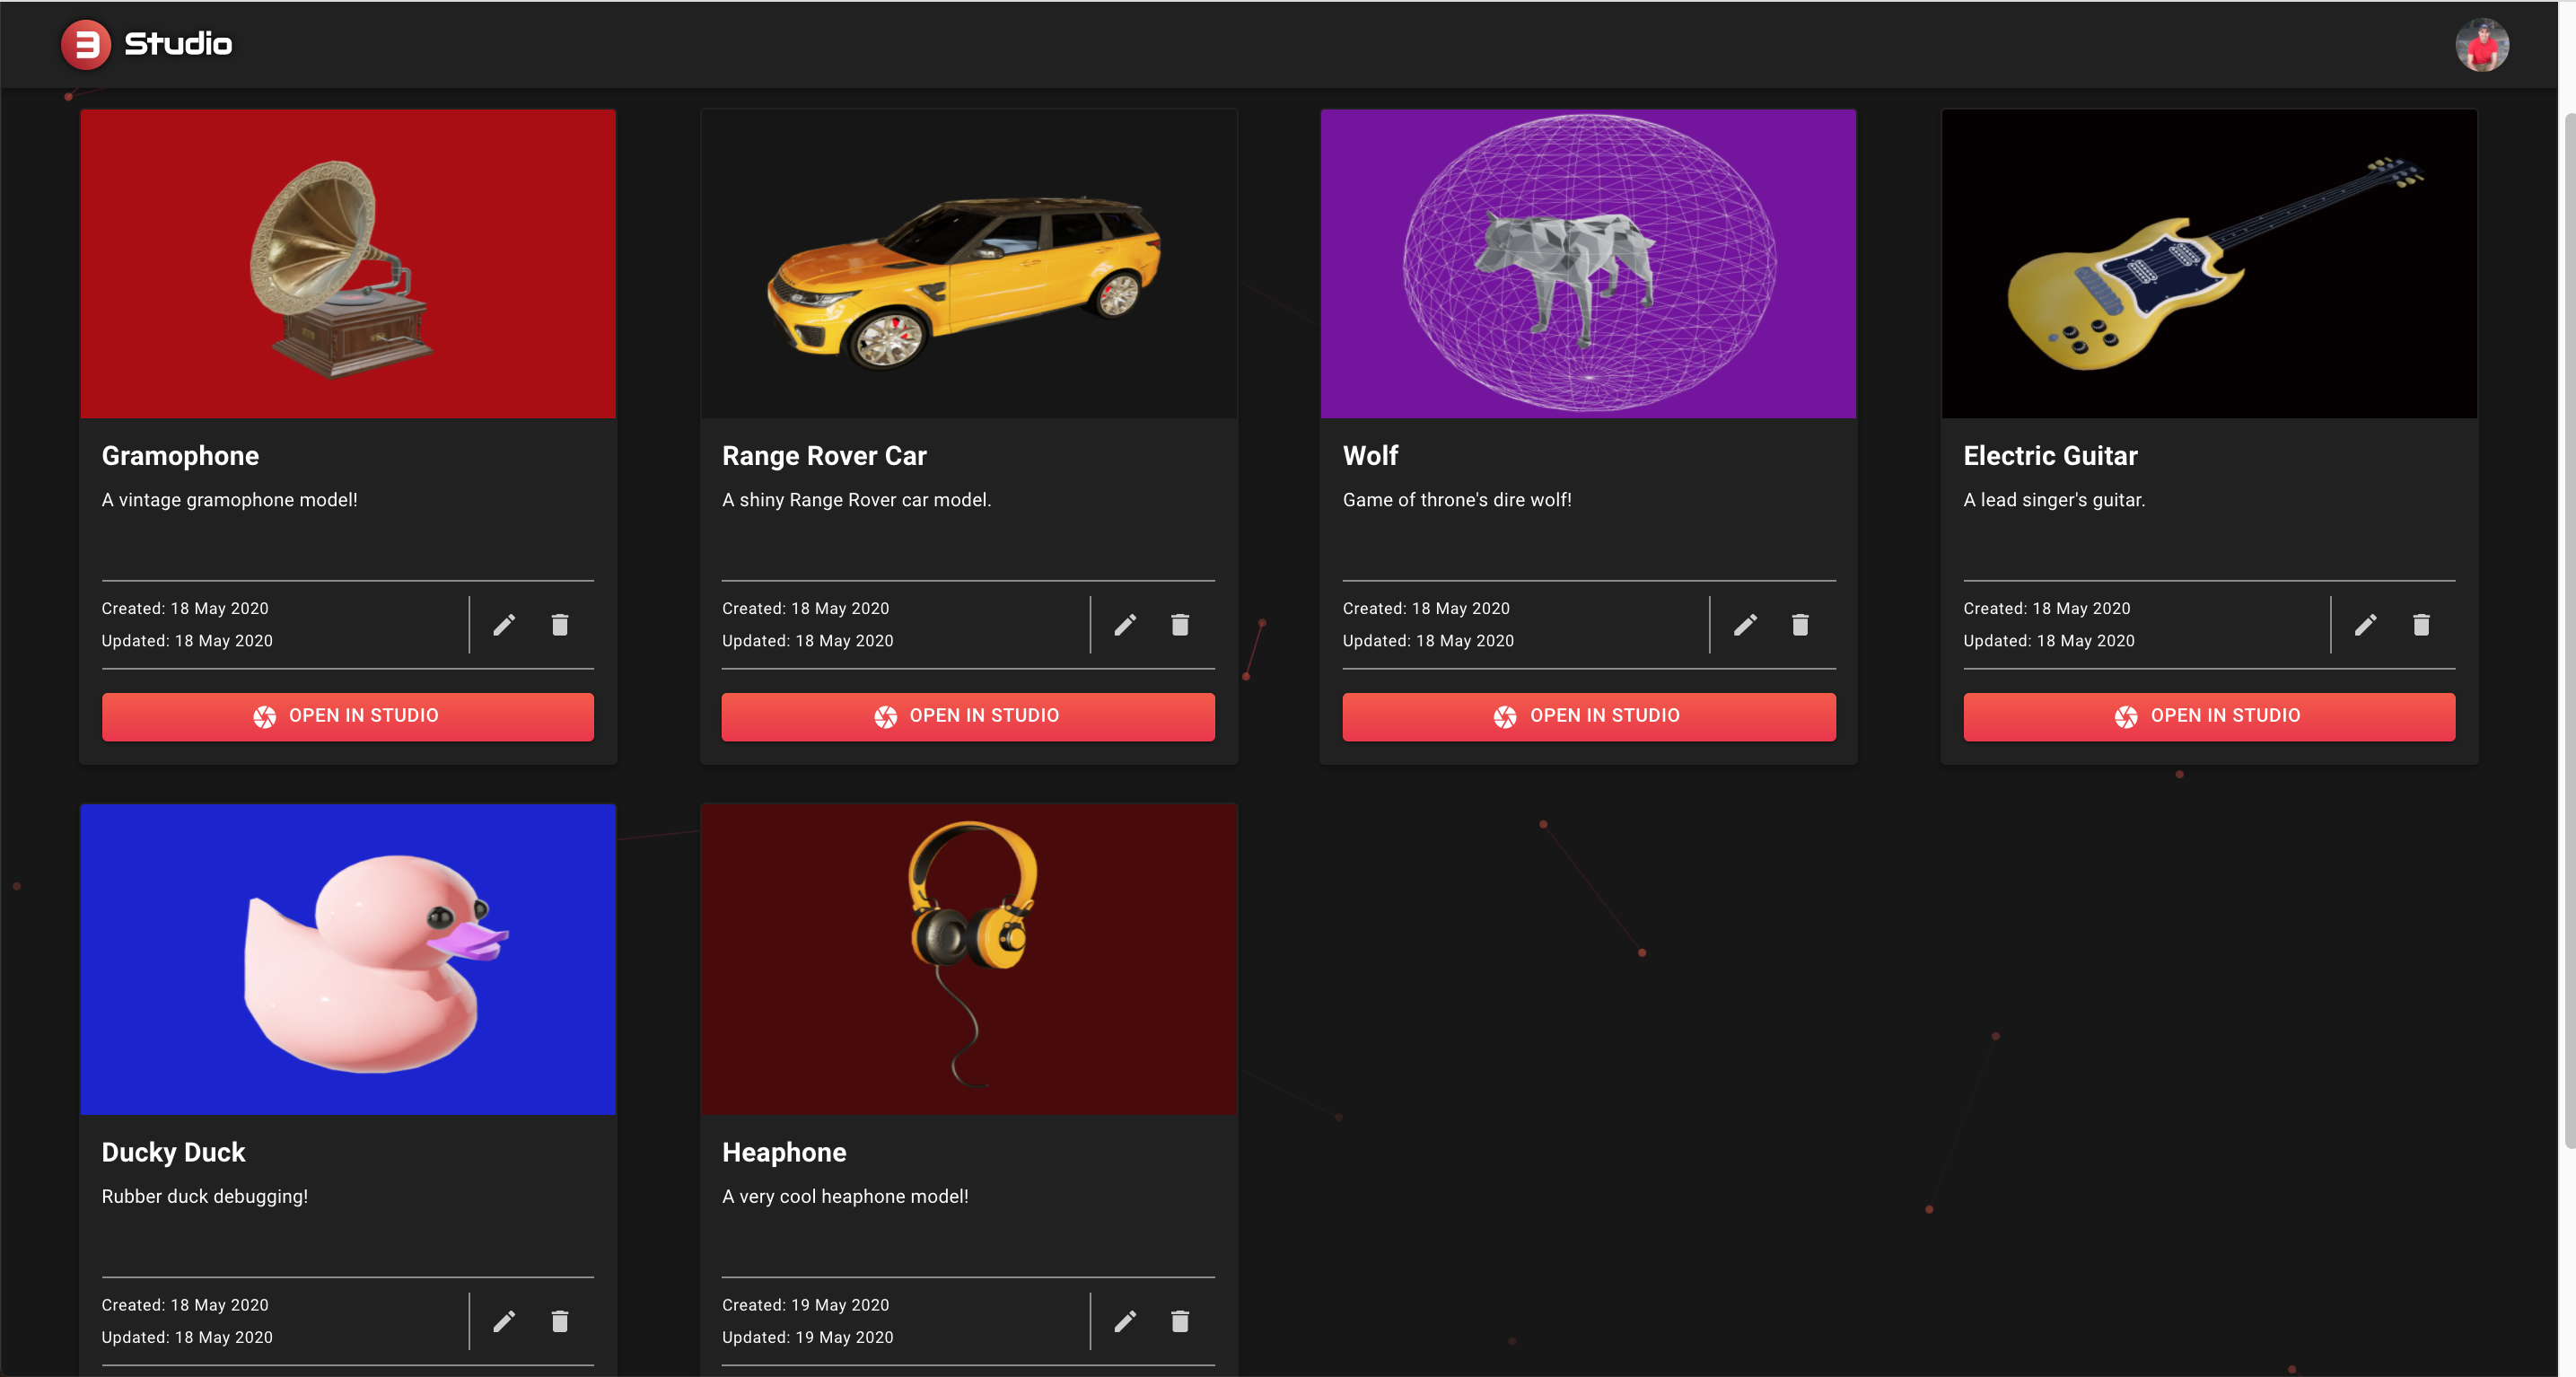 3 Studio
Gramophone
A vintage gramophone model!
Created: 18 May 2020
Updated: 18 May 2020
OPEN IN STUDIO
Range Rover Car
A shiny Range Rover car model.
Created: 18 May 2020
Updated: 18 May 2020
OPEN IN STUDIO
Wolf
Game of throne's dire wolf!
Created: 18 May 2020
Updated: 18 May 2020
OPEN IN STUDIO
Electric Guitar
A lead singer's guitar.
Created: 18 May 2020
Updated: 18 May 2020
OPEN IN STUDIO
Ducky Duck
Rubber duck debugging!
Created: 18 May 2020
Updated: 18 May 2020
Heaphone
A very cool heaphone model!
Created: 19 May 2020
Updated: 19 May 2020